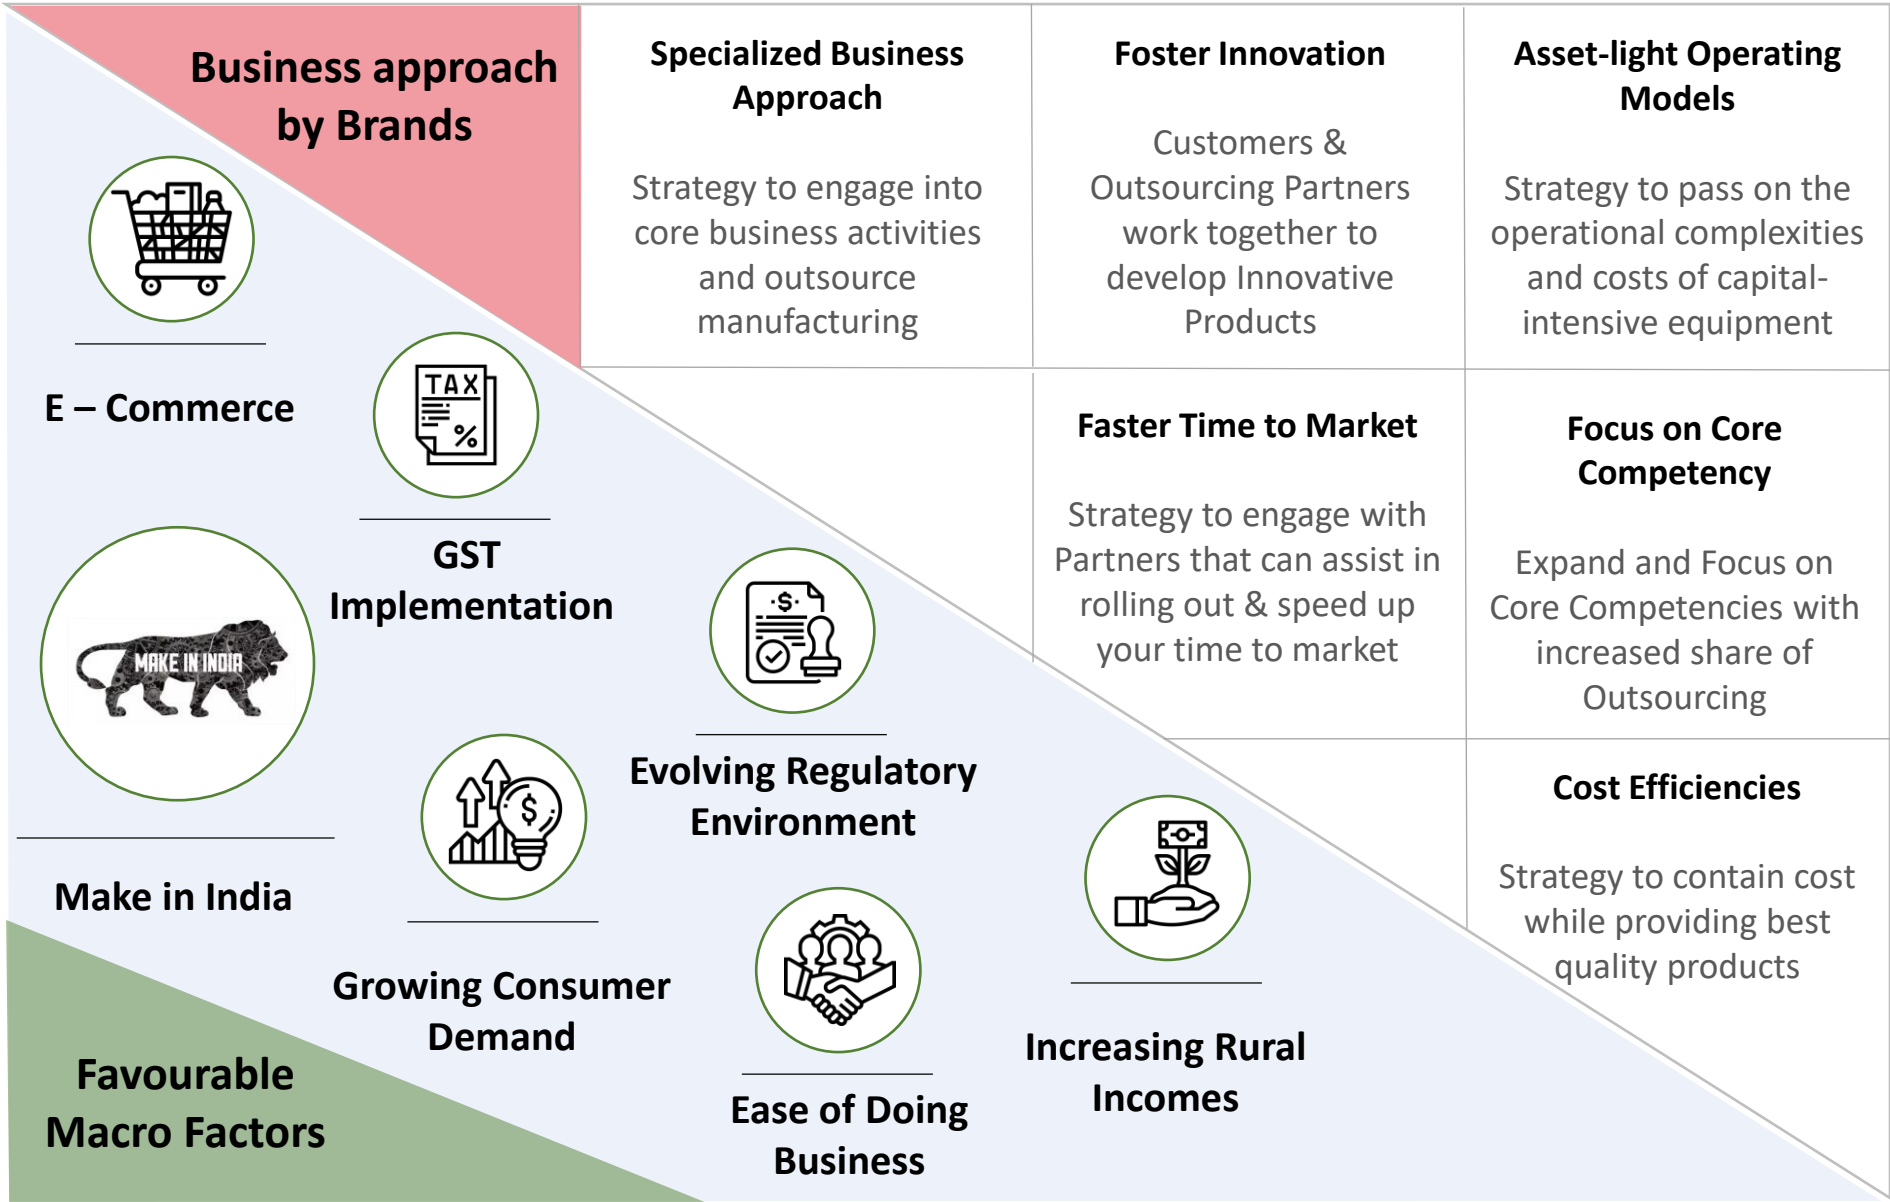 Business approach
by Brands
Specialized Business
Approach
Strategy to engage into
core business activities
and outsource
manufacturing
Foster Innovation
Customers &
Outsourcing Partners
work together to
develop Innovative
Products
Asset-light Operating
Models
Strategy to pass on the
operational complexities
and costs of capital-
intensive equipment
Faster Time to Market
Strategy to engage with
Partners that can assist in
rolling out & speed up
your time to market
Focus on Core
Competency
Expand and Focus on
Core Competencies with
increased share of
Outsourcing
Cost Efficiencies
Strategy to contain cost
while providing best
quality products
E – Commerce
TAX
%
GST
Implementation
MAKE IN INDIA
Make in India
$
Evolving Regulatory
Environment
$
Growing Consumer
Demand
Ease of Doing
Business
Increasing Rural
Incomes
Favourable
Macro Factors